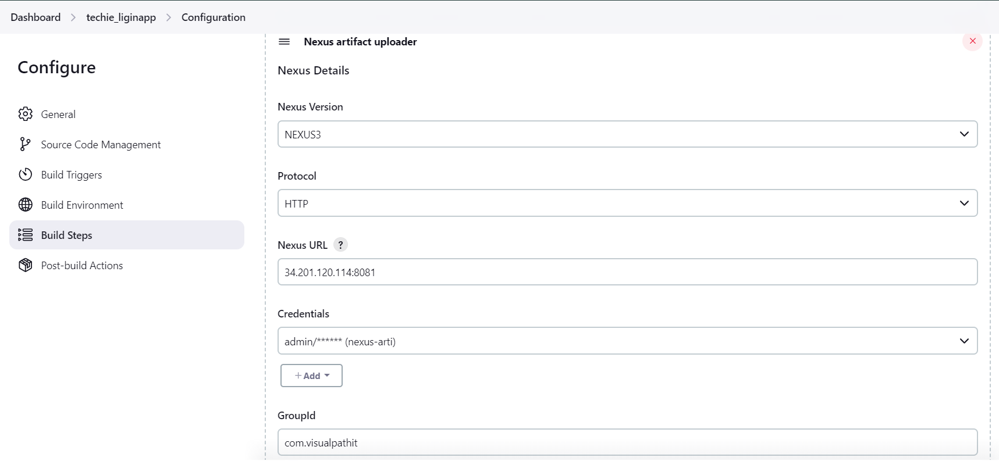 Dashboard > techie_liginapp > Configuration
Configure
General
Source Code Management
Build Triggers
Build Environment
Build Steps
Post-build Actions
Nexus artifact uploader
Nexus Details
Nexus Version
NEXUS3
Protocol
HTTP
Nexus URL ?
34.201.120.114:8081
Credentials
admin/****** (nexus-arti)
+ Add
GroupId
com.visualpathit